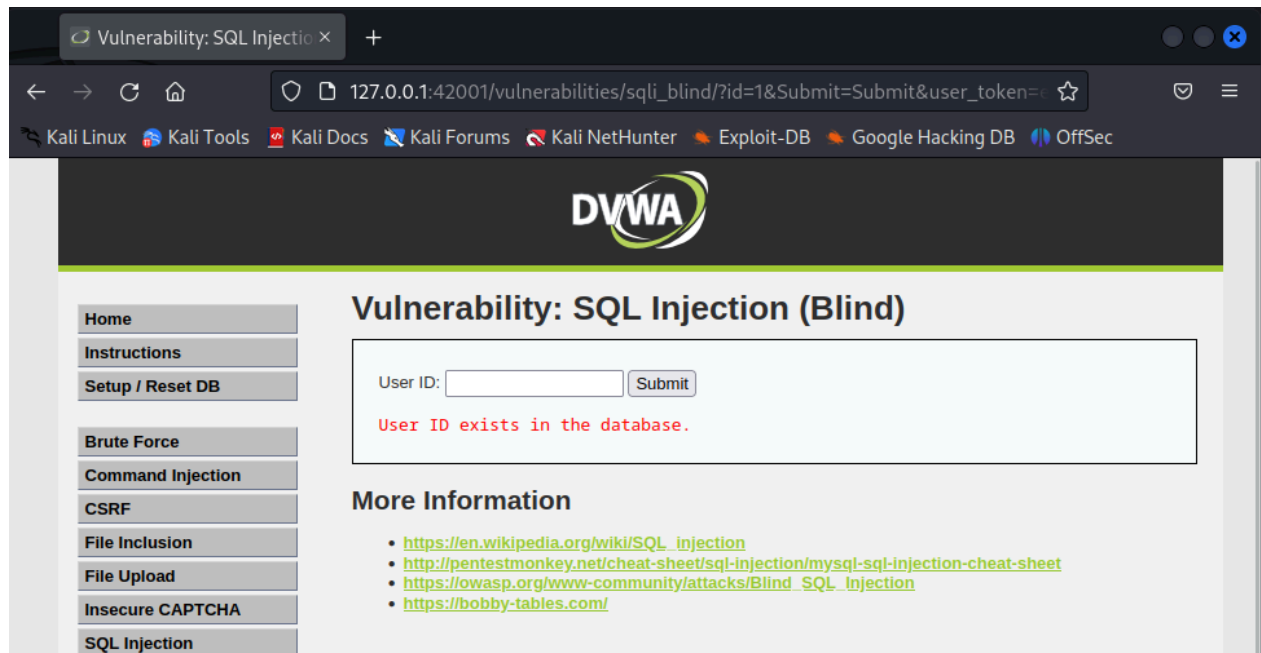 Vulnerability: SQL Injectio
127.0.0.1:42001/vulnerabilities/sqli_blind/?id=1&Submit=Submit&user_token=e
Kali Linux Kali Tools Kali Docs Kali Forums Kali NetHunter Exploit-DB Google Hacking DB OffSec
DVWA
Home
Instructions
Setup / Reset DB
Brute Force
Command Injection
CSRF
File Inclusion
File Upload
Insecure CAPTCHA
SQL Injection
Vulnerability: SQL Injection (Blind)
User ID: Submit
User ID exists in the database.
More Information
https://en.wikipedia.org/wiki/SQL_injection
http://pentestmonkey.net/cheat-sheet/sql-injection/mysql-sql-injection-cheat-sheet
https://owasp.org/www-community/attacks/Blind_SQL_Injection
https://bobby-tables.com/